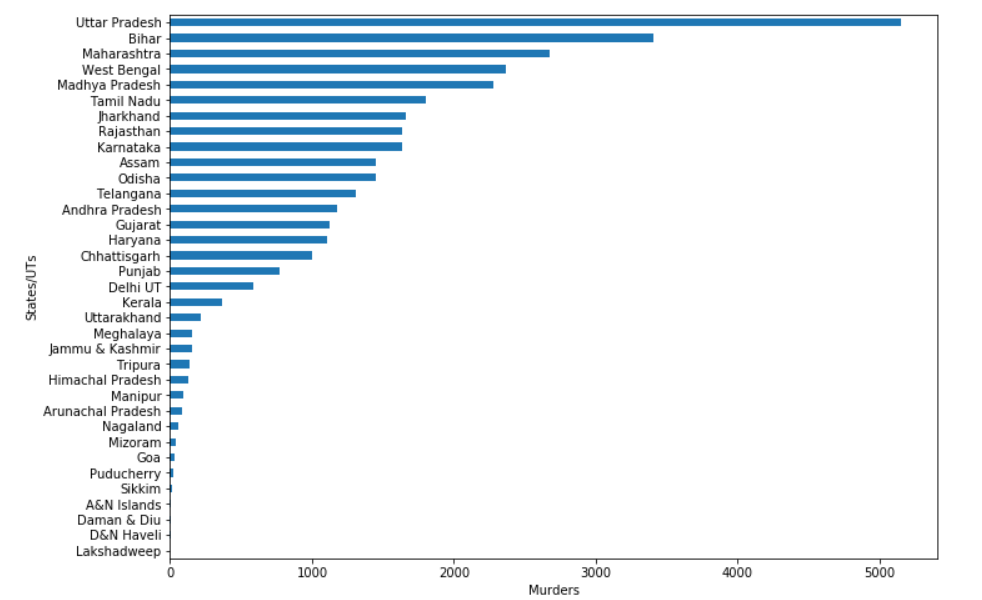 Uttar Pradesh
Bihar
Maharashtra
West Bengal
Madhya Pradesh
Tamil Nadu
Jharkhand
Rajasthan
Karnataka
Assam
Odisha
Telangana
Andhra Pradesh
Gujarat
Haryana
Chhattisgarh
Punjab
Delhi UT
Kerala
Uttarakhand
Meghalaya
Jammu & Kashmir
Tripura
Himachal Pradesh
Manipur
Arunachal Pradesh
Nagaland
Mizoram
Goa
Puducherry
Sikkim
A&N Islands
Daman & Diu
D&N Haveli
Lakshadweep
States/UTs
0 1000 2000 3000 4000 5000
Murders